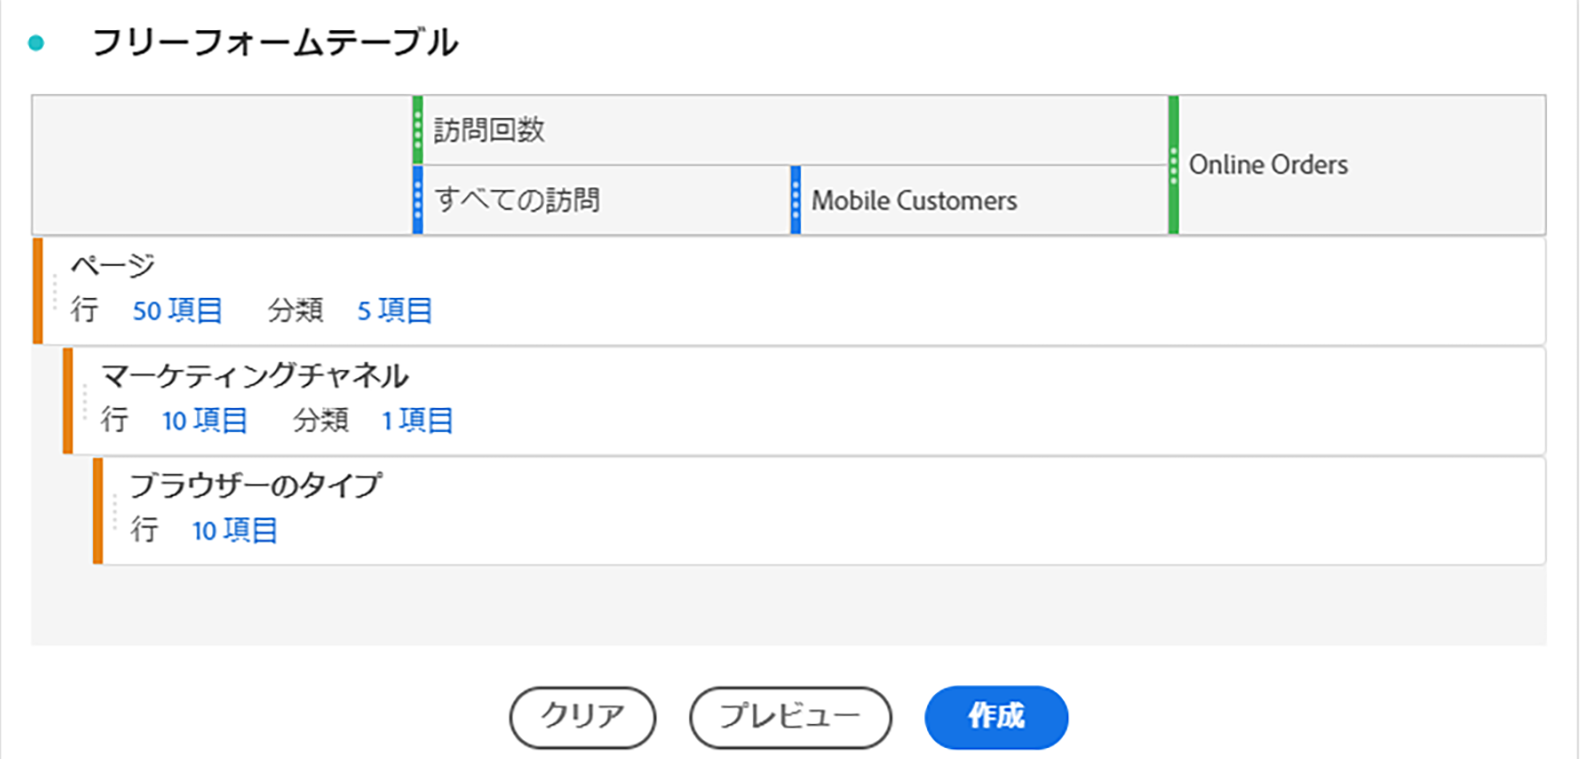 フリーフォームテーブル
訪問回数
Online Orders
すべての訪問
Mobile Customers
ページ
行 50 項目 分類 5 項目
マーケティングチャネル
行 10 項目 分類 1 項目
ブラウザーのタイプ
行 10 項目
クリア プレビュー 作成